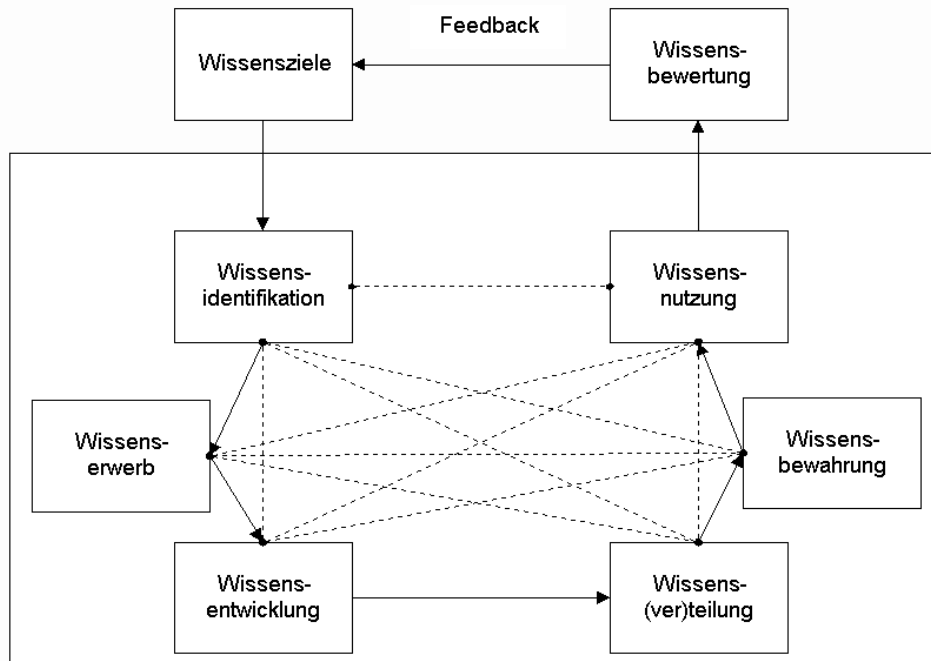 Feedback
Wissensziele
Wissens-
bewertung
Wissens-
identifikation
Wissens-
nutzung
Wissens-
erwerb
Wissens-
bewahrung
Wissens-
entwicklung
Wissens-
(ver)teilung